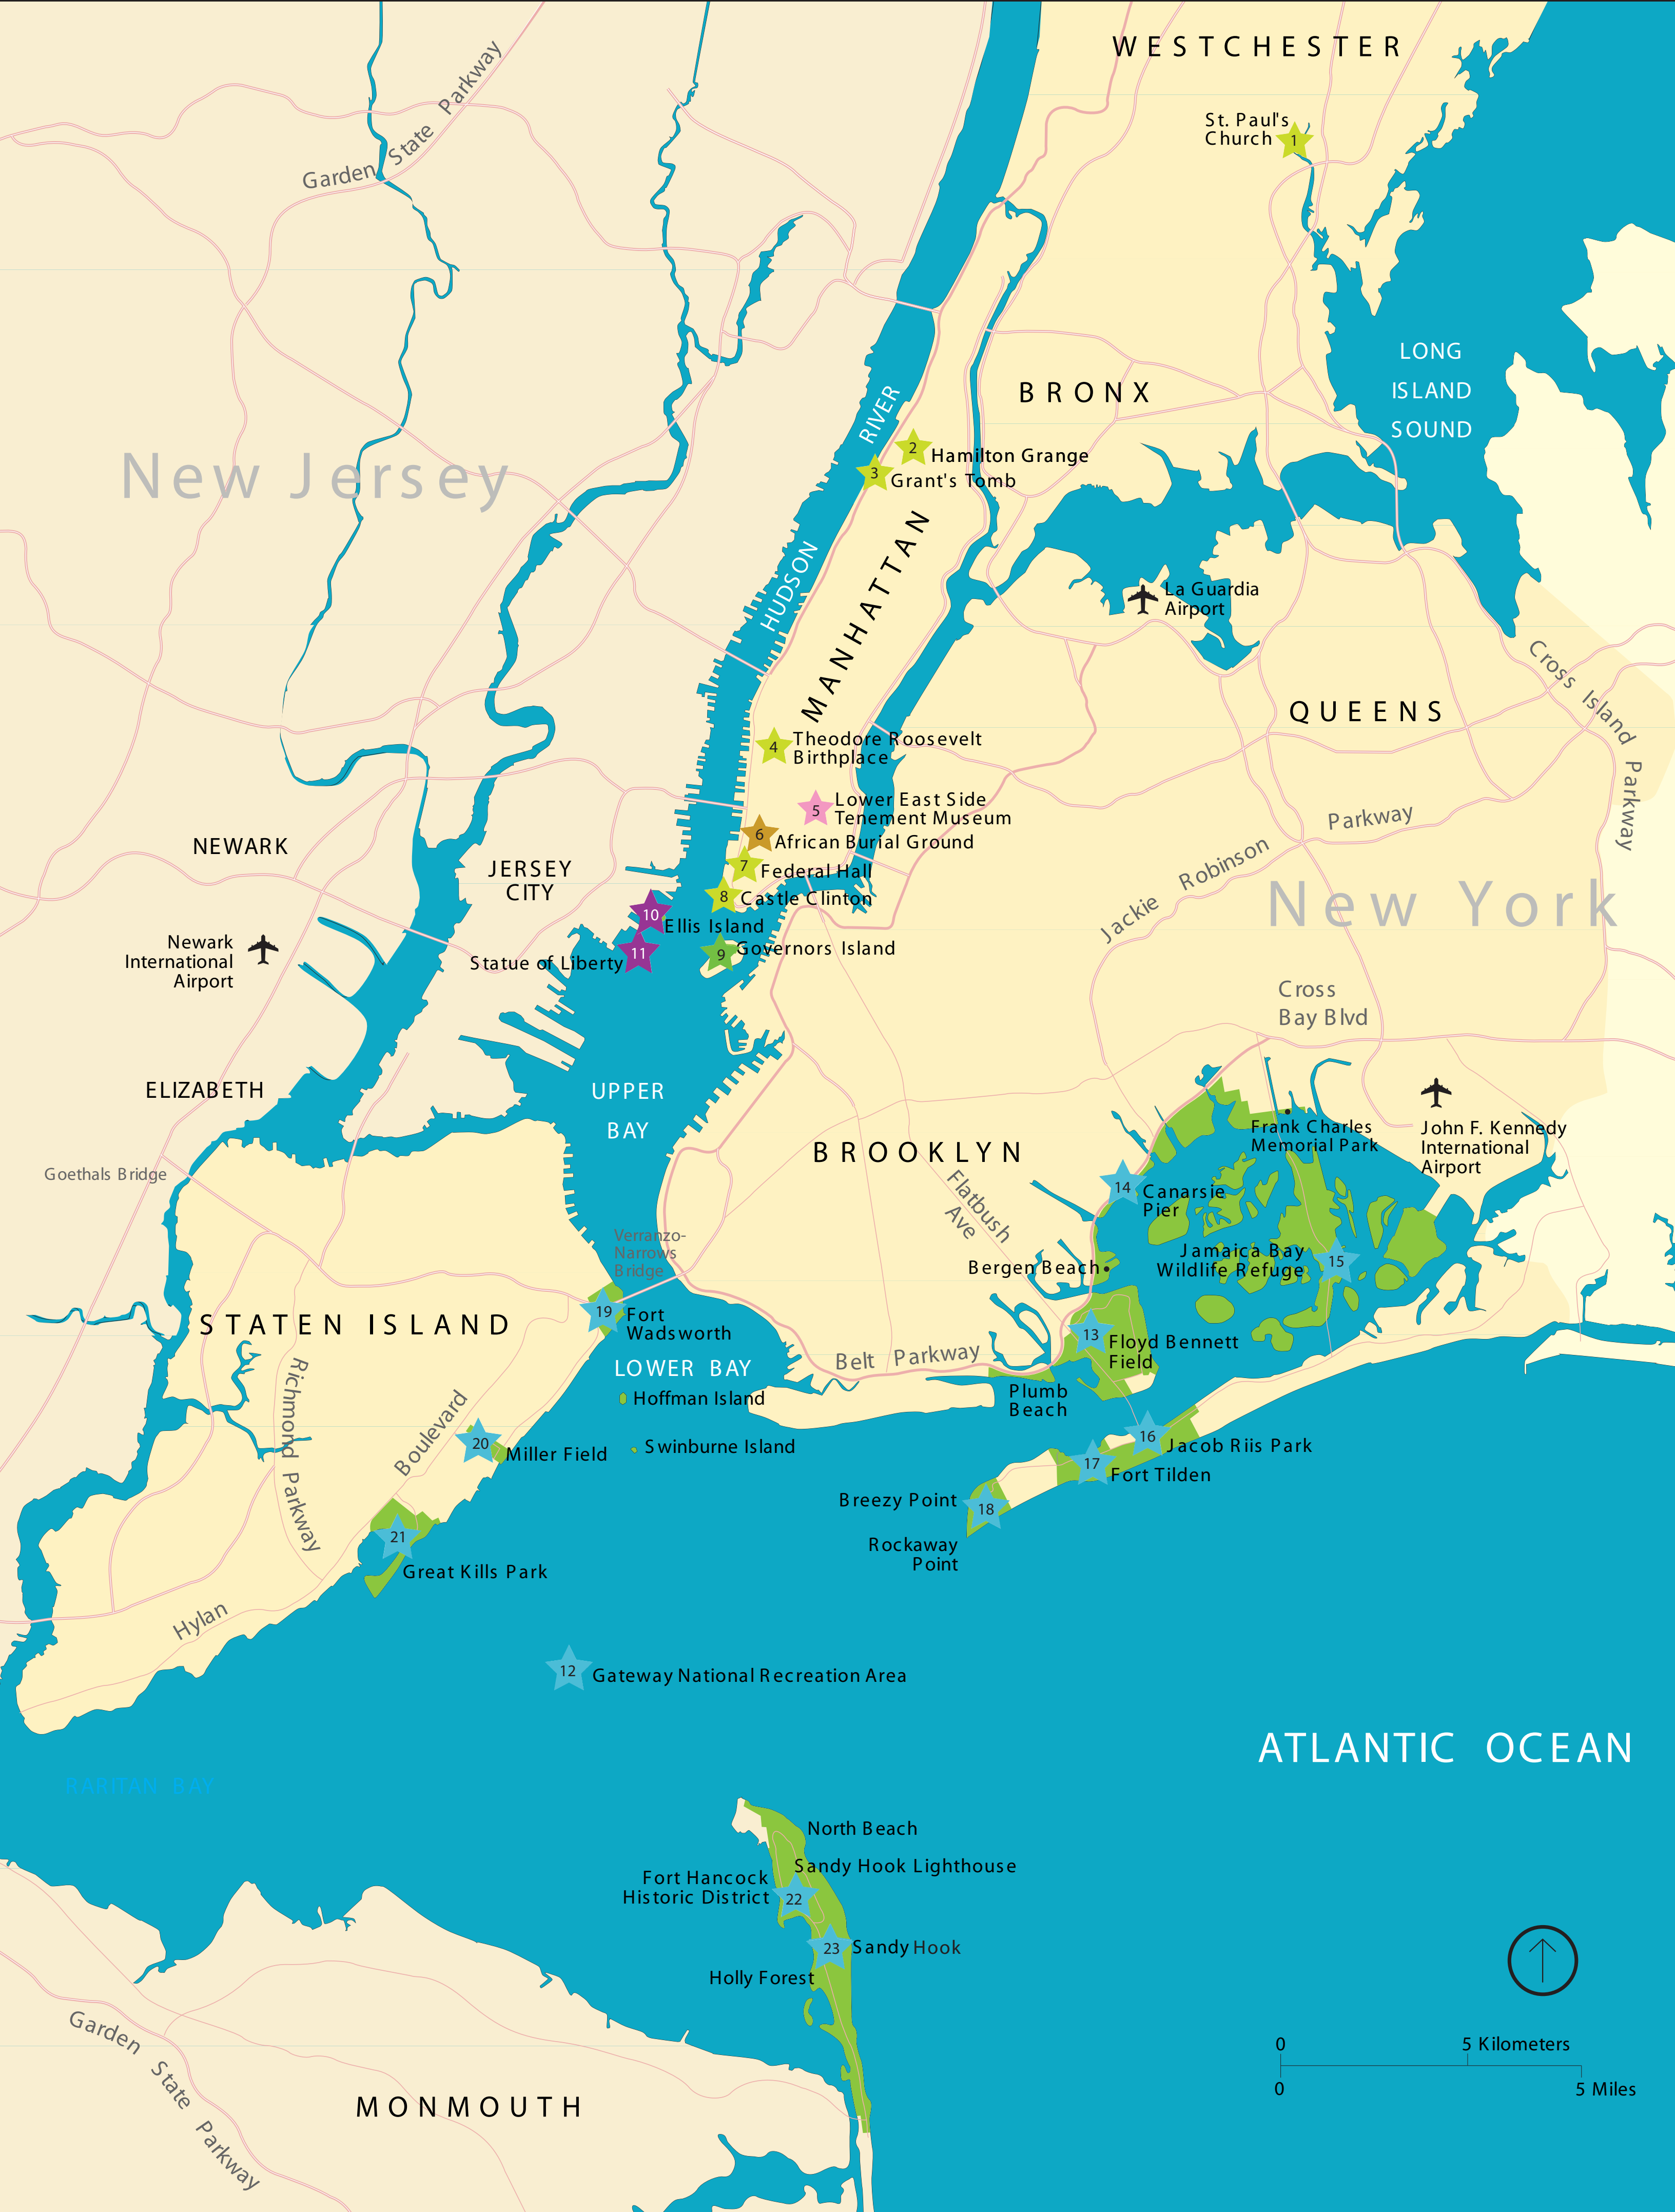 WESTCHESTER
St. Paul's
Church
1
Garden State Parkway
LONG
ISLAND
SOUND
BRONX
RIVER
2
Hamilton Grange
3
Grant's Tomb
New Jersey
HUDSON
MANHATTAN
La Guardia
Airport
Cross Island Parkway
QUEENS
4
Theodore Roosevelt
Birthplace
5
Lower East Side
Tenement Museum
6
African Burial Ground
7
Federal Hall
8
Castle Clinton
Jackie Robinson Parkway
New York
NEWARK
JERSEY
CITY
10
Ellis Island
11
Statue of Liberty
9
Governors Island
Newark
International
Airport
Cross
Bay Blvd
ELIZABETH
UPPER
BAY
Goethals Bridge
BROOKLYN
Flatbush
Ave
Frank Charles
Memorial Park
John F. Kennedy
International
Airport
14
Canarsie
Pier
Jamaica Bay
Wildlife Refuge
15
Bergen Beach
Verranzo-
Narrows
Bridge
19
Fort
Wadsworth
STATEN ISLAND
LOWER BAY
Hoffman Island
Swinburne Island
Belt Parkway
13
Floyd Bennett
Field
Plumb
Beach
16
Jacob Riis Park
17
Fort Tilden
Breezy Point
18
Rockaway
Point
Richmond Parkway
Hylan Boulevard
20
Miller Field
21
Great Kills Park
12
Gateway National Recreation Area
ATLANTIC OCEAN
RARITAN BAY
North Beach
Sandy Hook Lighthouse
Fort Hancock
Historic District
22
23
Sandy Hook
Holly Forest
Garden State Parkway
MONMOUTH
0
5 Kilometers
0
5 Miles